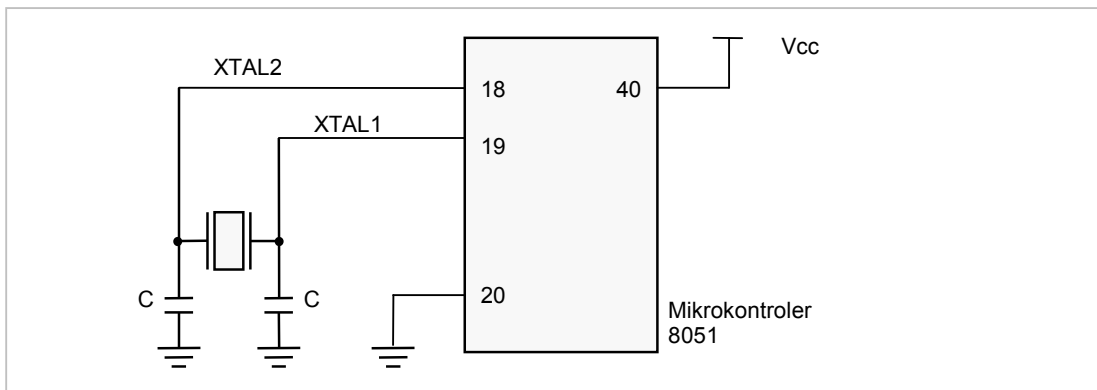 Vcc
XTAL2
18
40
XTAL1
19
C
C
20
Mikrokontroler
8051